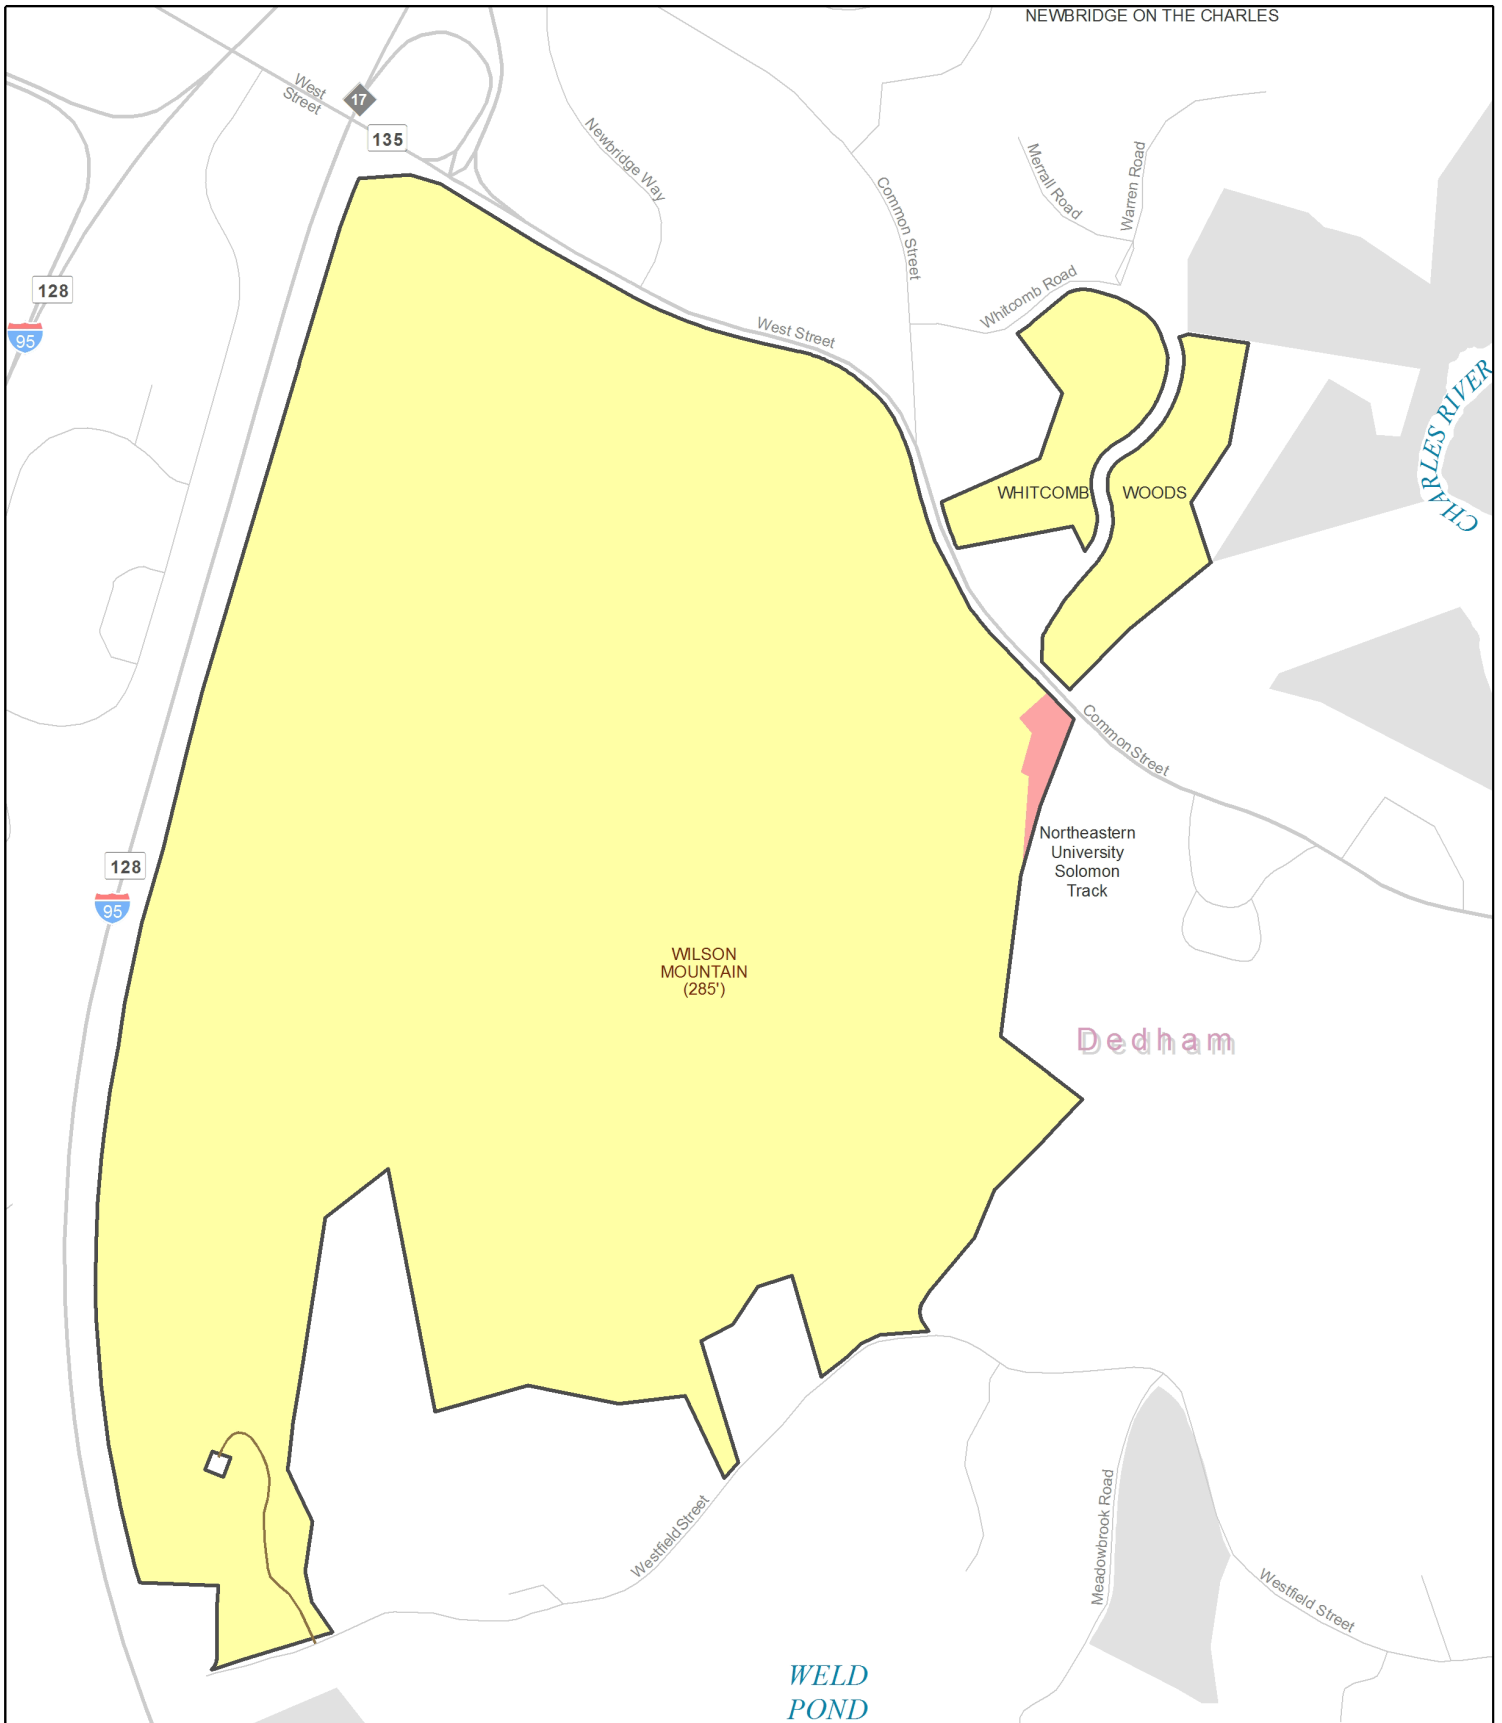 NEWBRIDGE ON THE CHARLES
West
Street
17
135
Newbridge Way
Common Street
Merrall Road
Warren Road
128
95
Whitcomb Road
West Street
CHARLES RIVER
WHITCOMB
WOODS
Common Street
Northeastern
University
Solomon
Track
128
95
WILSON
MOUNTAIN
(285')
Dedham
Westfield Street
Meadowbrook Road
Westfield Street
WELD
POND